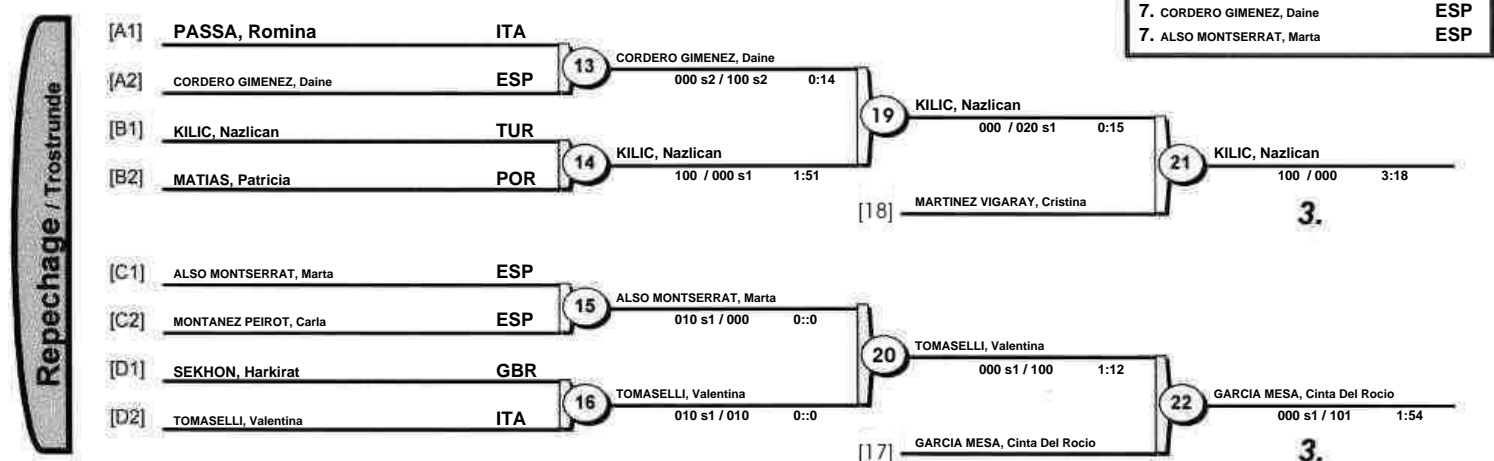 7. CORDERO GIMENEZ, Daine ESP
7. ALSO MONTSERRAT, Marta ESP
Repechage / Trostrunde
[A1] PASSA, Romina ITA
13 CORDERO GIMENEZ, Daine
000 s2 / 100 s2 0:14
[A2] CORDERO GIMENEZ, Daine ESP
19 KILIC, Nazlican
000 / 020 s1 0:15
[B1] KILIC, Nazlican TUR
14 KILIC, Nazlican
100 / 000 s1 1:51
21 KILIC, Nazlican
100 / 000 3:18
[B2] MATIAS, Patricia POR
[18] MARTINEZ VIGARAY, Cristina
3.
[C1] ALSO MONTSERRAT, Marta ESP
15 ALSO MONTSERRAT, Marta
010 s1 / 000 0::0
[C2] MONTANEZ PEIROT, Carla ESP
20 TOMASELLI, Valentina
000 s1 / 100 1:12
[D1] SEKHON, Harkirat GBR
16 TOMASELLI, Valentina
010 s1 / 010 0::0
22 GARCIA MESA, Cinta Del Rocio
000 s1 / 101 1:54
[D2] TOMASELLI, Valentina ITA
[17] GARCIA MESA, Cinta Del Rocio
3.